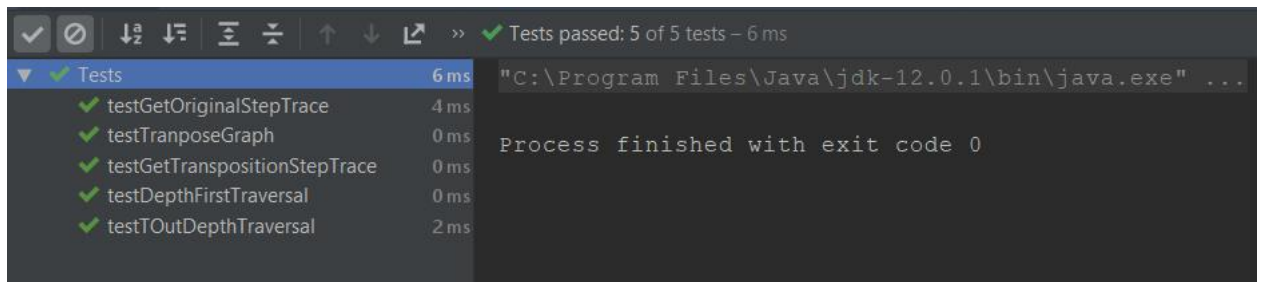 » Tests passed: 5 of 5 tests – 6 ms
Tests 6 ms
testGetOriginalStepTrace 4 ms
testTranposeGraph 0 ms
testGetTranspositionStepTrace 0 ms
testDepthFirstTraversal 0 ms
testTOutDepthTraversal 2 ms
"C:\Program Files\Java\jdk-12.0.1\bin\java.exe" ...
Process finished with exit code 0